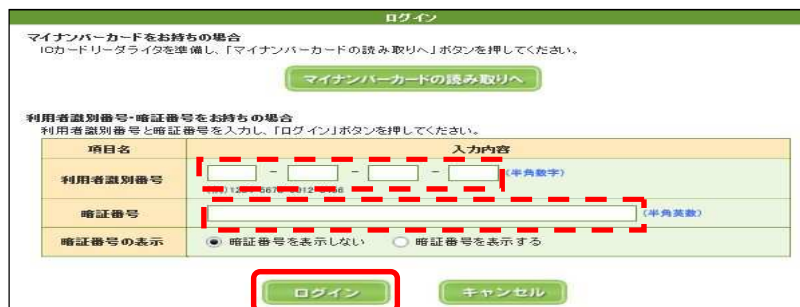 ログイン
マイナンバーカードをお持ちの場合
ICカードリーダライタを準備し、「マイナンバーカードの読み取りへ」ボタンを押してください。
マイナンバーカードの読み取りへ
利用者識別番号・暗証番号をお持ちの場合
利用者識別番号と暗証番号を入力し、「ログイン」ボタンを押してください。
項目名 入力内容
利用者識別番号 - - - (半角数字)
暗証番号 (半角英数)
暗証番号の表示 暗証番号を表示しない 暗証番号を表示する
ログイン キャンセル